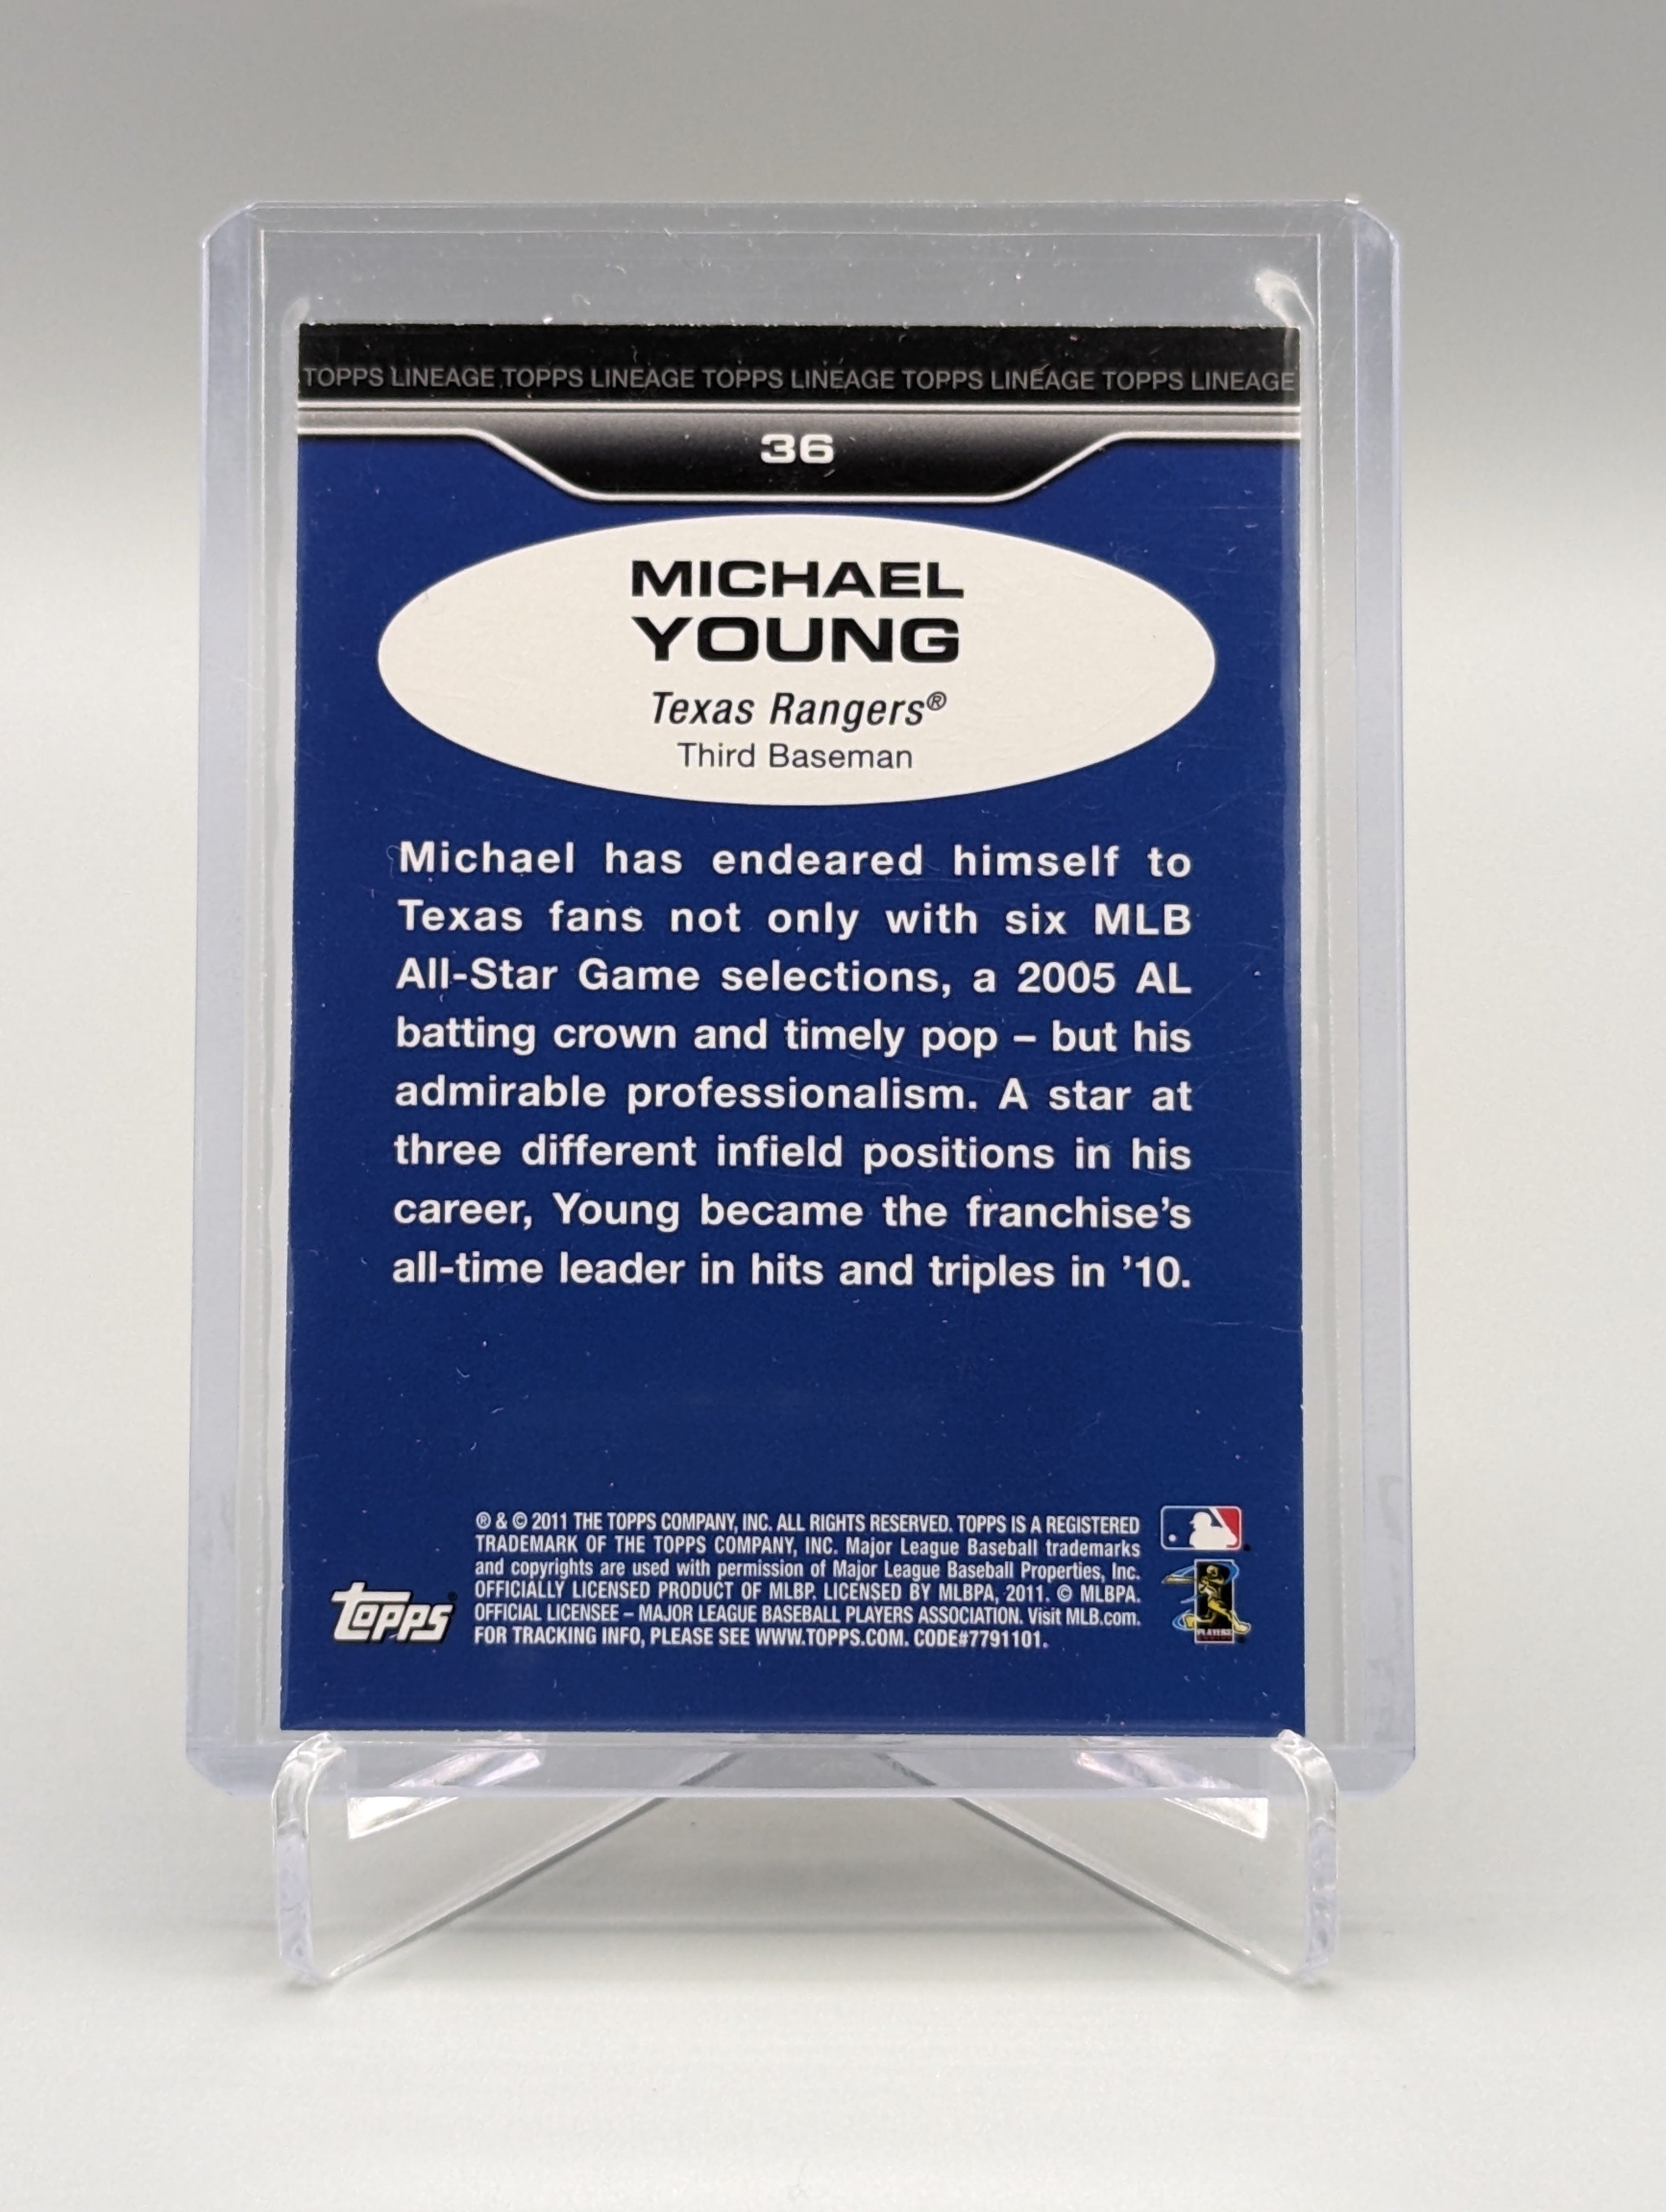 TOPPS LINEAGE TOPPS LINEAGE TOPPS LINEAGE TOPPS LINEAGE TOPPS LINEAGE
36
MICHAEL
YOUNG
Texas Rangers®
Third Baseman
Michael has endeared himself to
Texas fans not only with six MLB
All-Star Game selections, a 2005 AL
batting crown and timely pop – but his
admirable professionalism. A star at
three different infield positions in his
career, Young became the franchise's
all-time leader in hits and triples in '10.
® & © 2011 THE TOPPS COMPANY, INC. ALL RIGHTS RESERVED. TOPPS IS A REGISTERED
TRADEMARK OF THE TOPPS COMPANY, INC. Major League Baseball trademarks
and copyrights are used with permission of Major League Baseball Properties, Inc.
OFFICIALLY LICENSED PRODUCT OF MLBP. LICENSED BY MLBPA, 2011. © MLBPA.
OFFICIAL LICENSEE – MAJOR LEAGUE BASEBALL PLAYERS ASSOCIATION. Visit MLB.com.
FOR TRACKING INFO, PLEASE SEE WWW.TOPPS.COM. CODE#7791101.
topps
PLAYERS